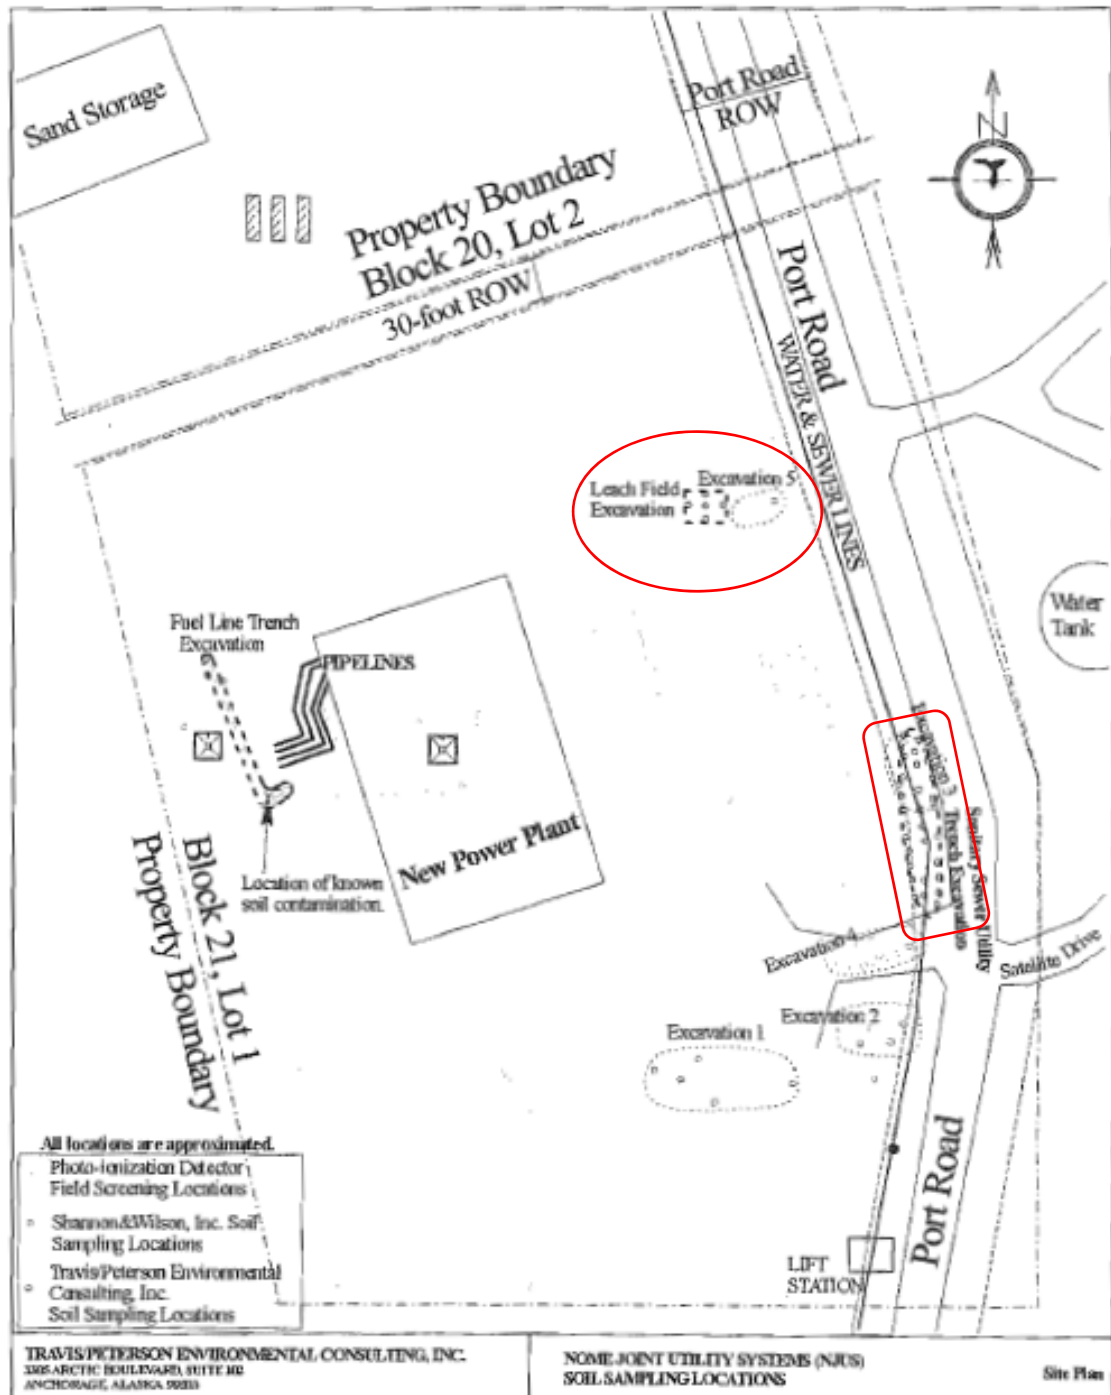 Sand Storage
Port Road
ROW
N
Property Boundary
Block 20, Lot 2
30-foot ROW
Port Road
WATER & SEWER LINES
Leach Field
Excavation
Excavation 5
Water
Tank
Fuel Line Trench
Excavation
PIPELINES
New Power Plant
Location of known
soil contamination.
Block 21, Lot 1
Property Boundary
Excavation 3
Trench Excavation
Sanitary Sewer Utility
Satellite Drive
Excavation 4
Excavation 2
Excavation 1
Port Road
LIFT
STATION
All locations are approximated.
Photo-ionization Detector
Field Screening Locations
Shannon&Wilson, Inc. Soil
Sampling Locations
Travis/Peterson Environmental
Consulting, Inc.
Soil Sampling Locations
TRAVIS/PETERSON ENVIRONMENTAL CONSULTING, INC.
3305 ARCTIC BOULEVARD, SUITE 102
ANCHORAGE, ALASKA
NOME JOINT UTILITY SYSTEMS (NJUS)
SOIL SAMPLING LOCATIONS
Site Plan